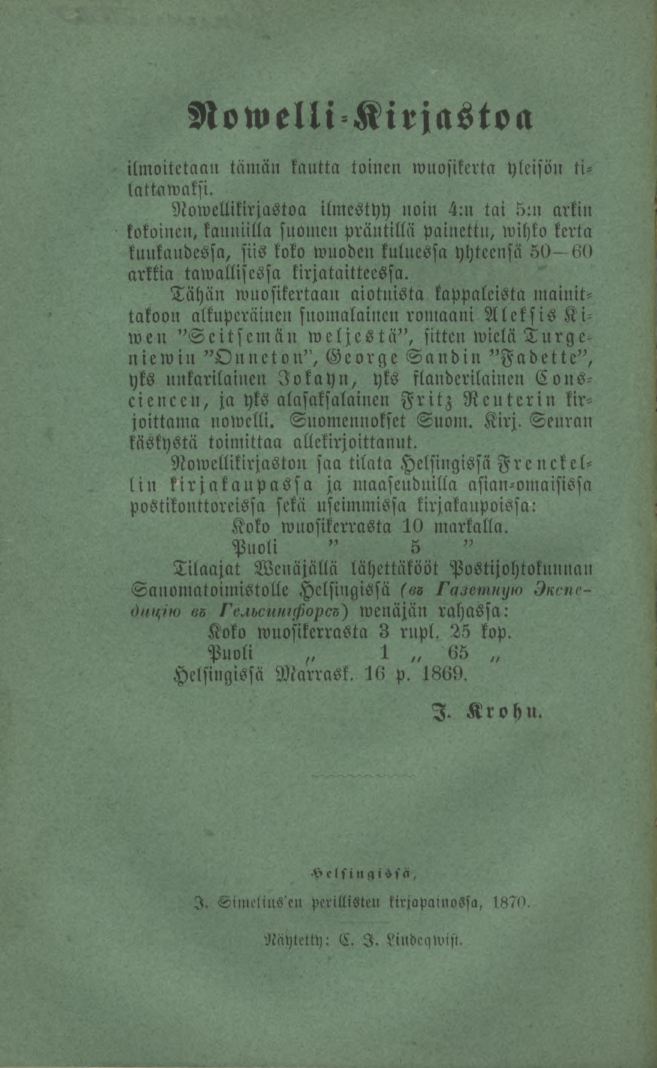 Nowelli-Kirjastoa
ilmoitetaan tämän kautta toinen wuosikerta yleisön ti-
lattawaksi.
Nowellikirjastoa ilmestyy noin 4:n tai 5:n arkin
kokoinen, kauniilla suomen präntillä painettu, wihko kerta
kuukaudessa, siis koko wuoden kuluessa yhteensä 50—60
arkkia tawallisessa kirjataitteessa.
Tähän wuosikertaan aiotuista kappaleista mainit-
takoon alkuperäinen suomalainen romaani Aleksis Ki-
wen "Seitsemän weljestä", sitten wielä Turge-
niewin "Onneton", George Sandin "Fadette",
yks unkarilainen Jokayn, yks flanderilainen Cons-
ciencen, ja yks alasaksalainen Fritz Reuterin kir-
joittama nowelli. Suomennokset Suom. Kirj. Seuran
käskystä toimittaa allekirjoittanut.
Nowellikirjaston saa tilata Helsingissä Frenckel-
lin kirjakaupassa ja maaseuduilla asian-omaisissa
postikonttoreissa sekä useimmissa kirjakaupoissa:
Koko wuosikerrasta 10 markalla.
Puoli " 5 "
Tilaajat Wenäjällä lähettäkööt Postijohtokunnan
Sanomatoimistolle Helsingissä (въ Газетную Экспе-
дицію въ Гельсингфорсъ) wenäjän rahassa:
Koko wuosikerrasta 3 rupl. 25 kop.
Puoli „ 1 „ 65 „
Helsingissä Marrask. 16 p. 1869.
J. Krohn.
Helsingissä,
J. Simelius'en perillisten kirjapainossa, 1870.
Näytetty: C. J. Lindeqwist.